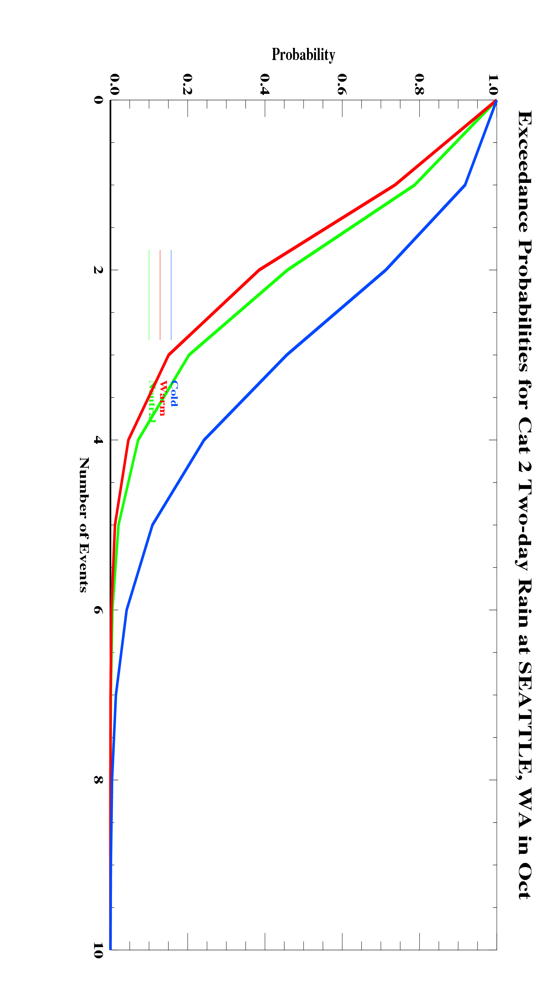 Exceedance Probabilities for Cat 2 Two-day Rain at SEATTLE, WA in Oct
1.0
0.8
0.6
0.4
0.2
0.0
Probability
Cold
Warm
Neutral
0 2 4 6 8 10
Number of Events